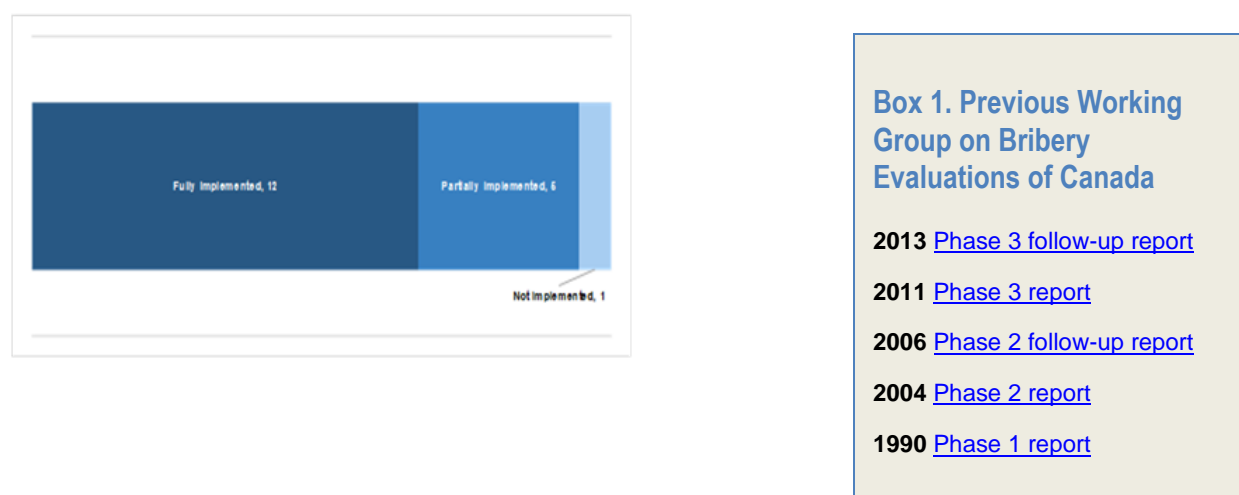 Fully Implemented, 12
Partially Implemented, 5
Not Implemented, 1
Box 1. Previous Working
Group on Bribery
Evaluations of Canada
2013 Phase 3 follow-up report
2011 Phase 3 report
2006 Phase 2 follow-up report
2004 Phase 2 report
1990 Phase 1 report